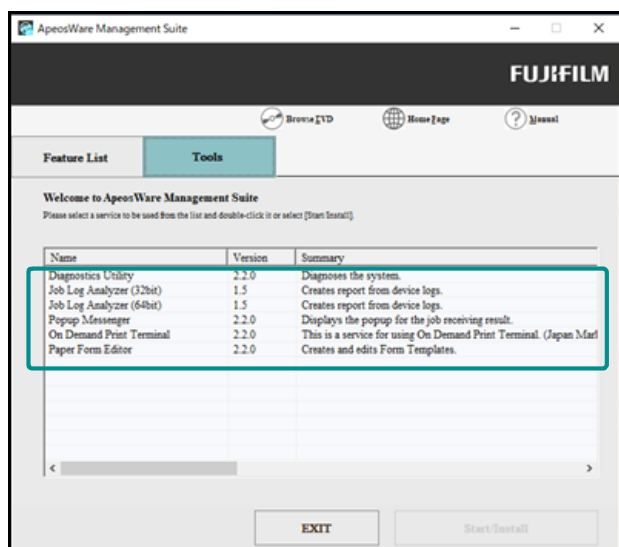 ApeosWare Management Suite
FUJIFILM
Browse DVD Home Page Manual
Feature List Tools
Welcome to ApeosWare Management Suite
Please select a service to be used from the list and double-click it or select [Start Install].
Name Version Summary
Diagnostics Utility 2.2.0 Diagnoses the system.
Job Log Analyzer (32bit) 1.5 Creates report from device logs.
Job Log Analyzer (64bit) 1.5 Creates report from device logs.
Popup Messenger 2.2.0 Displays the popup for the job receiving result.
On Demand Print Terminal 2.2.0 This is a service for using On Demand Print Terminal. (Japan Marl
Paper Form Editor 2.2.0 Creates and edits Form Templates.
EXIT Start/Install